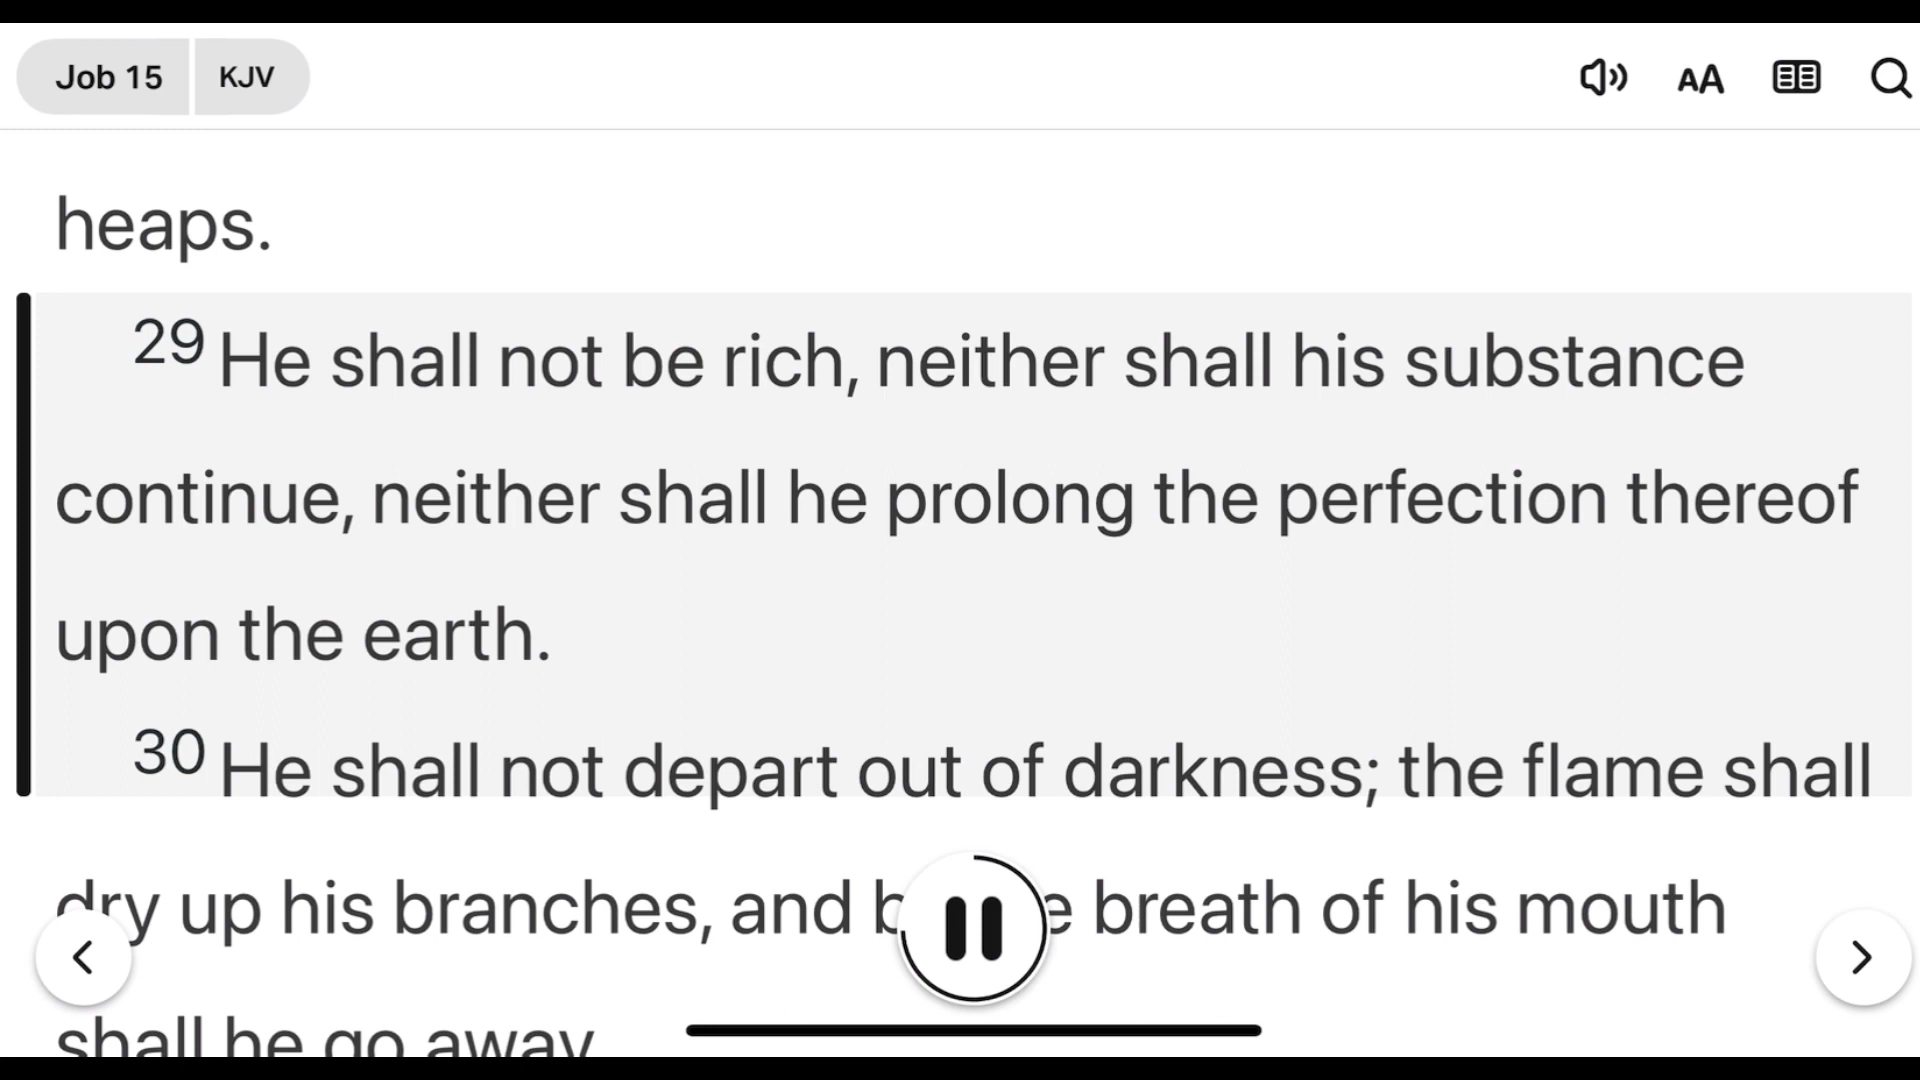 Job 15 KJV AA
heaps.
29 He shall not be rich, neither shall his substance
continue, neither shall he prolong the perfection thereof
upon the earth.
30 He shall not depart out of darkness; the flame shall
dry up his branches, and breath of his mouth
shall he go away.